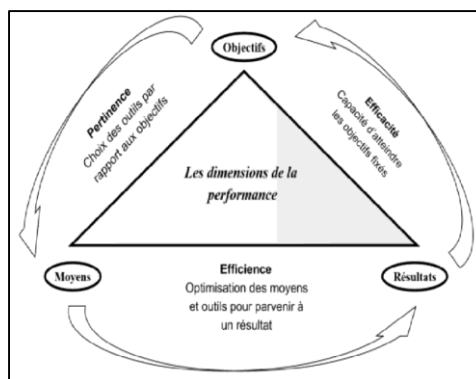 Objectifs
Pertinence
Choix des outils par
rapport aux objectifs
Efficacité
Capacité d'atteindre
les objectifs fixés
Les dimensions de la
performance
Moyens
Efficience
Optimisation des moyens
et outils pour parvenir à
un résultat
Résultats